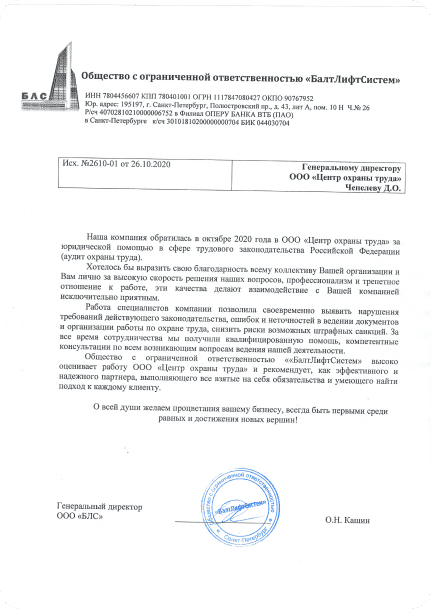 БЛС
Общество с ограниченной ответственностью «БалтЛифтСистем»
ИНН 7804456607 КПП 780401001 ОГРН 1117847080427 ОКПО 90767952
Юр. адрес: 195197, г. Санкт-Петербург, Полюстровский пр., д. 43, лит А, пом. 10 Н Ч.№ 26
Р/сч 40702810210000006752 в Филиал ОПЕРУ БАНКА ВТБ (ПАО)
в Санкт-Петербурге к/сч 30101810200000000704 БИК 044030704
Исх. №2610-01 от 26.10.2020
Генеральному директору
ООО «Центр охраны труда»
Чепелеву Д.О.
Наша компания обратилась в октябре 2020 года в ООО «Центр охраны труда» за
юридической помощью в сфере трудового законодательства Российской Федерации
(аудит охраны труда).
Хотелось бы выразить свою благодарность всему коллективу Вашей организации и
Вам лично за высокую скорость решения наших вопросов, профессионализм и трепетное
отношение к работе, эти качества делают взаимодействие с Вашей компанией
исключительно приятным.
Работа специалистов компании позволила своевременно выявить нарушения
требований действующего законодательства, ошибок и неточностей в ведении документов
и организации работы по охране труда, снизить риски возможных штрафных санкций. За
все время сотрудничества мы получили квалифицированную помощь, компетентные
консультации по всем возникающим вопросам ведения нашей деятельности.
Общество с ограниченной ответственностью ««БалтЛифтСистем» высоко
оценивает работу ООО «Центр охраны труда» и рекомендует, как эффективного и
надежного партнера, выполняющего все взятые на себя обязательства и умеющего найти
подход к каждому клиенту.
О всей души желаем процветания вашему бизнесу, всегда быть первыми среди
равных и достижения новых вершин!
Генеральный директор
ООО «БЛС»
О.Н. Кашин
Общество с ограниченной ответственностью
«БалтЛифтСистем»
Санкт-Петербург